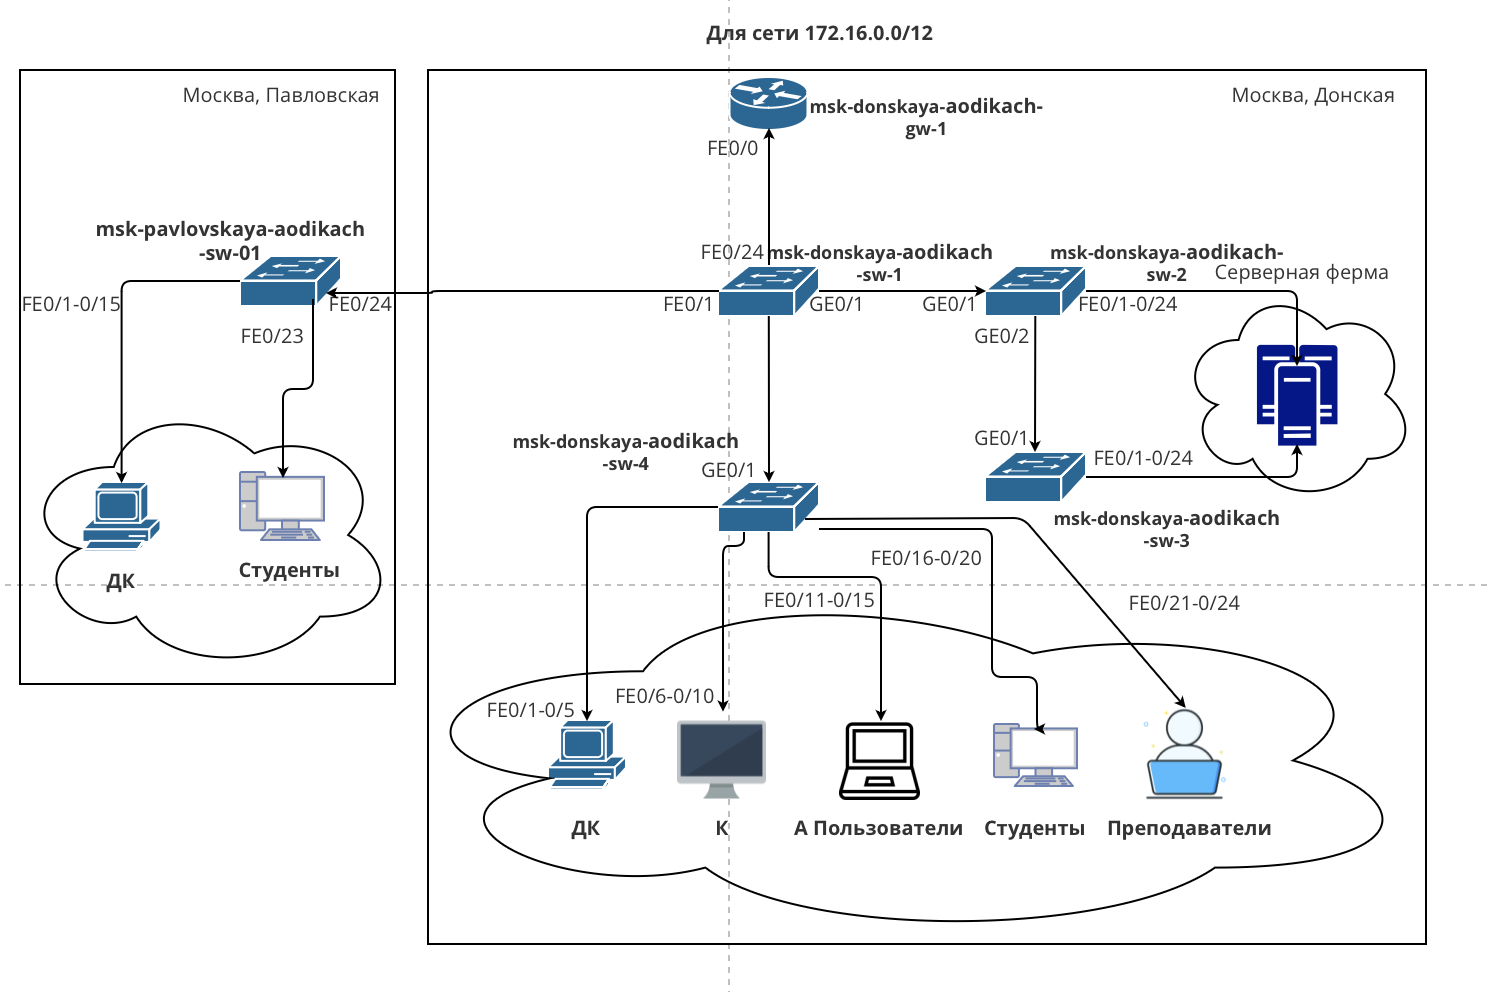 Для сети 172.16.0.0/12
Москва, Павловская
Москва, Донская
msk-donskaya-aodikach-
gw-1
FE0/0
msk-pavlovskaya-aodikach
-sw-01
FE0/1-0/15
FE0/24
FE0/23
FE0/24
msk-donskaya-aodikach
-sw-1
FE0/1
GE0/1
msk-donskaya-aodikach-
sw-2
Серверная ферма
GE0/1
FE0/1-0/24
GE0/2
msk-donskaya-aodikach
-sw-4
GE0/1
GE0/1
FE0/1-0/24
msk-donskaya-aodikach
-sw-3
ДК
Студенты
FE0/16-0/20
FE0/11-0/15
FE0/21-0/24
FE0/6-0/10
FE0/1-0/5
ДК
К
А Пользователи
Студенты
Преподаватели